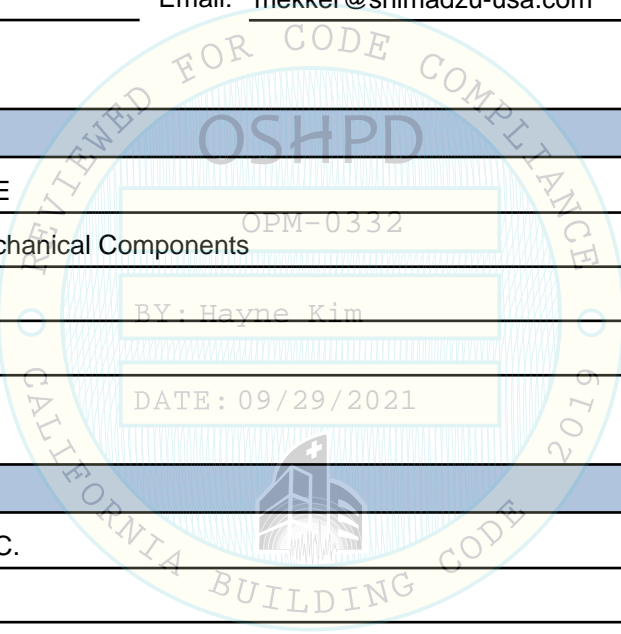 Email: mekker@shimadzu-usa.com
REVIEWED FOR CODE COMPLIANCE
OSHPD
E
OPM-0332
chanical Components
BY: Hayne Kim
DATE: 09/29/2021
C.
CALIFORNIA BUILDING CODE 2019